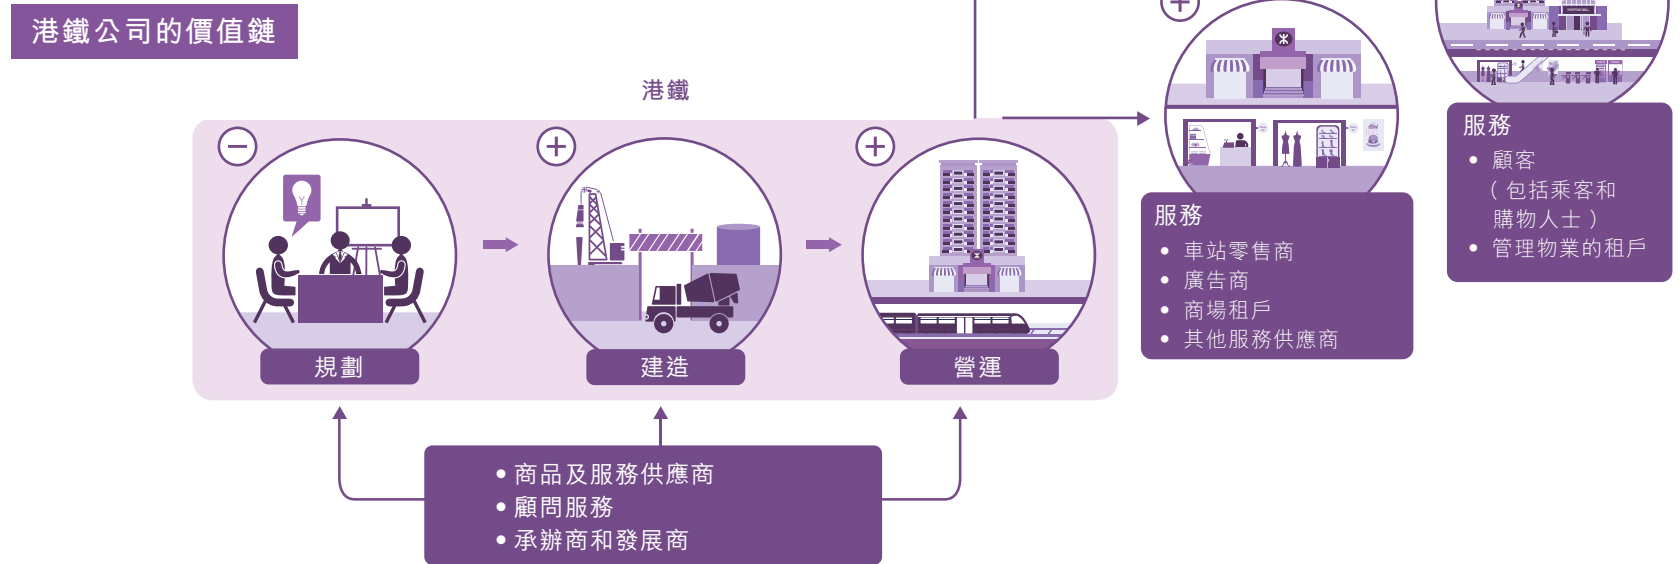 港鐵公司的價值鏈
港鐵
規劃
建造
營運
商品及服務供應商
顧問服務
承辦商和發展商
服務
車站零售商
廣告商
商場租戶
其他服務供應商
服務
顧客
（包括乘客和
購物人士）
管理物業的租戶